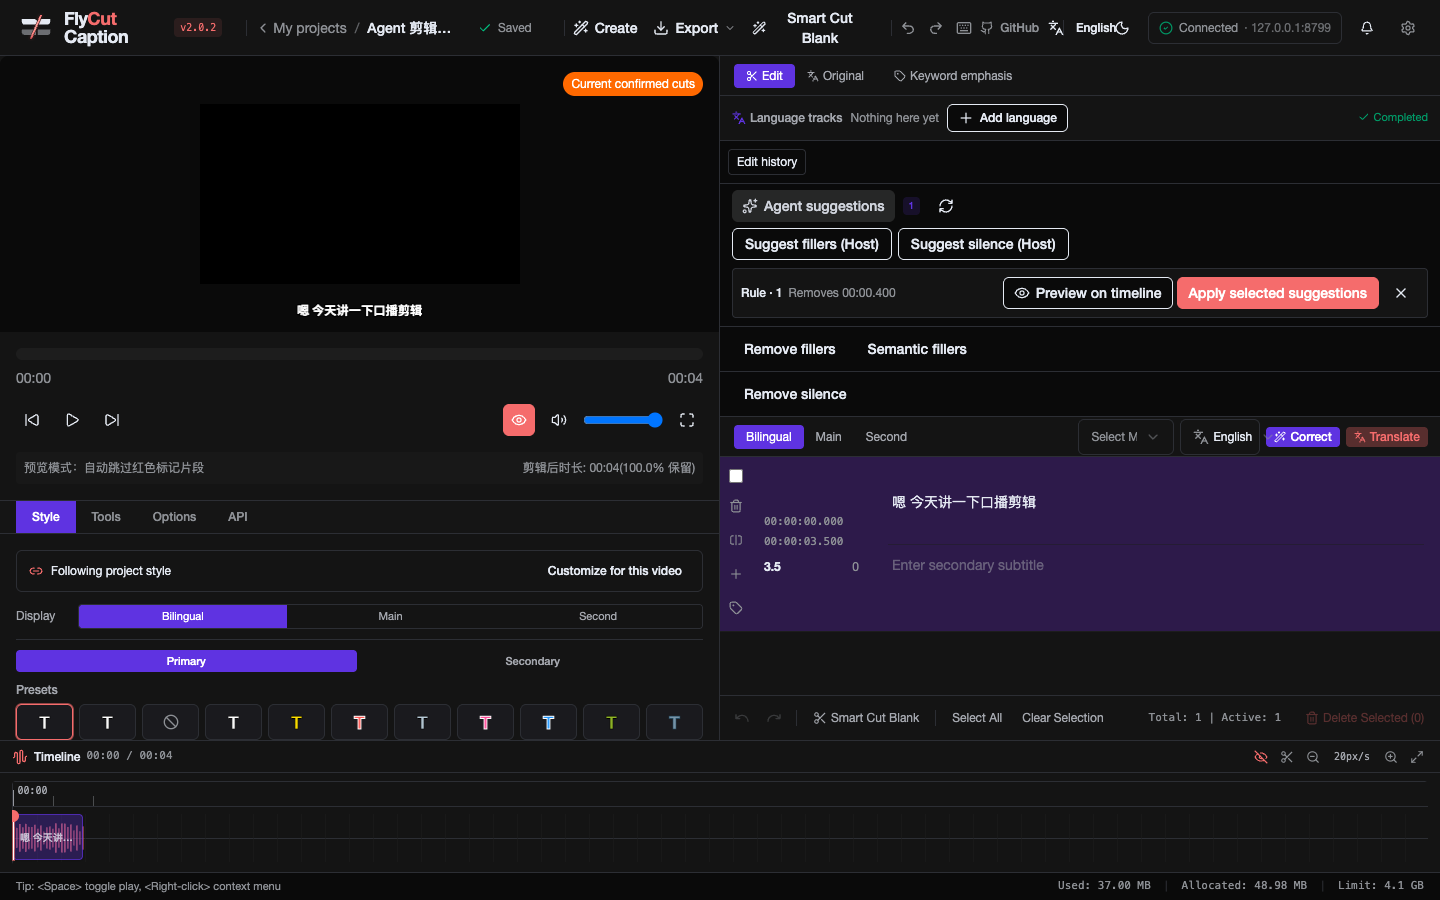 FlyCut
Caption
v2.0.2
My projects / Agent 剪辑...
Saved
Create
Export
Smart Cut
Blank
GitHub
English
Connected · 127.0.0.1:8799
Current confirmed cuts
嗯 今天讲一下口播剪辑
00:00
00:04
预览模式：自动跳过红色标记片段
剪辑后时长: 00:04(100.0% 保留)
Style
Tools
Options
API
Following project style
Customize for this video
Display
Bilingual
Main
Second
Primary
Secondary
Presets
T T T T T T T T T T
Edit
Original
Keyword emphasis
Language tracks
Nothing here yet
Add language
Completed
Edit history
Agent suggestions
1
Suggest fillers (Host)
Suggest silence (Host)
Rule · 1 Removes 00:00.400
Preview on timeline
Apply selected suggestions
Remove fillers
Semantic fillers
Remove silence
Bilingual
Main
Second
Select M
English
Correct
Translate
嗯 今天讲一下口播剪辑
00:00:00.000
00:00:03.500
3.5
0
Enter secondary subtitle
Smart Cut Blank
Select All
Clear Selection
Total: 1 | Active: 1
Delete Selected (0)
Timeline 00:00 / 00:04
20px/s
00:00
嗯 今天讲...
Tip: <Space> toggle play, <Right-click> context menu
Used: 37.00 MB | Allocated: 48.98 MB | Limit: 4.1 GB